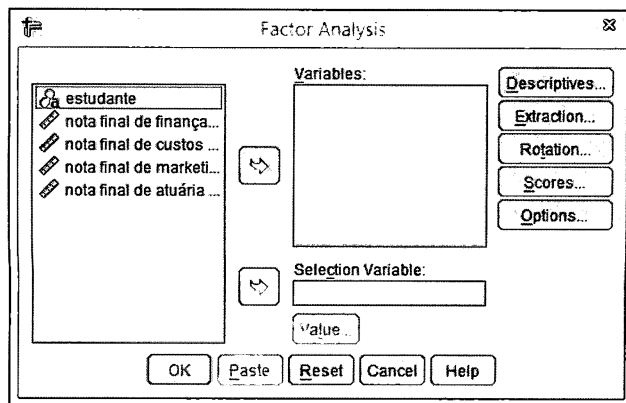 Factor Analysis
estudante
nota final de finança...
nota final de custos ...
nota final de marketi...
nota final de atuária ...
Variables:
Selection Variable:
Value...
Descriptives...
Extraction...
Rotation...
Scores...
Options...
OK Paste Reset Cancel Help